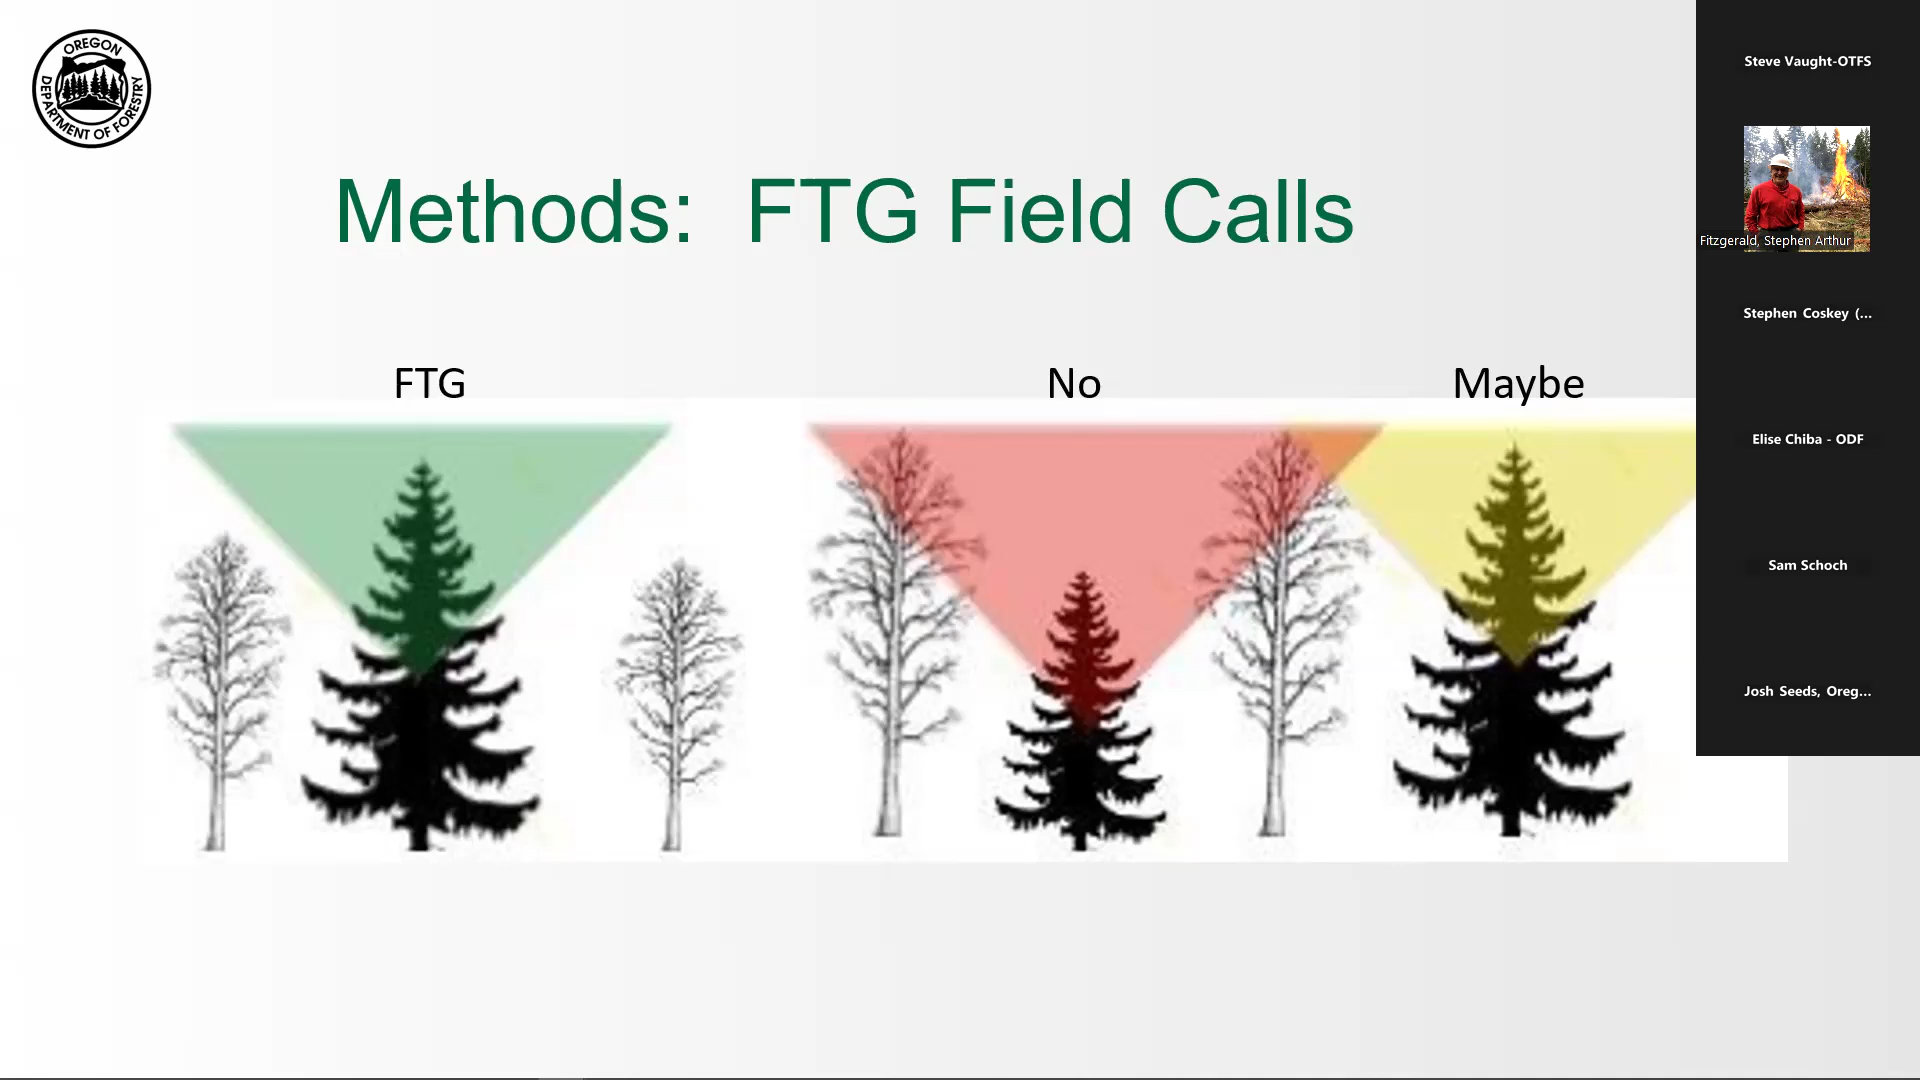 OREGON
DEPARTMENT OF FORESTRY
Methods: FTG Field Calls
FTG
No
Maybe
Steve Vaught-OTFS
Fitzgerald, Stephen Arthur
Stephen Coskey (...
Elise Chiba - ODF
Sam Schoch
Josh Seeds, Oreg...